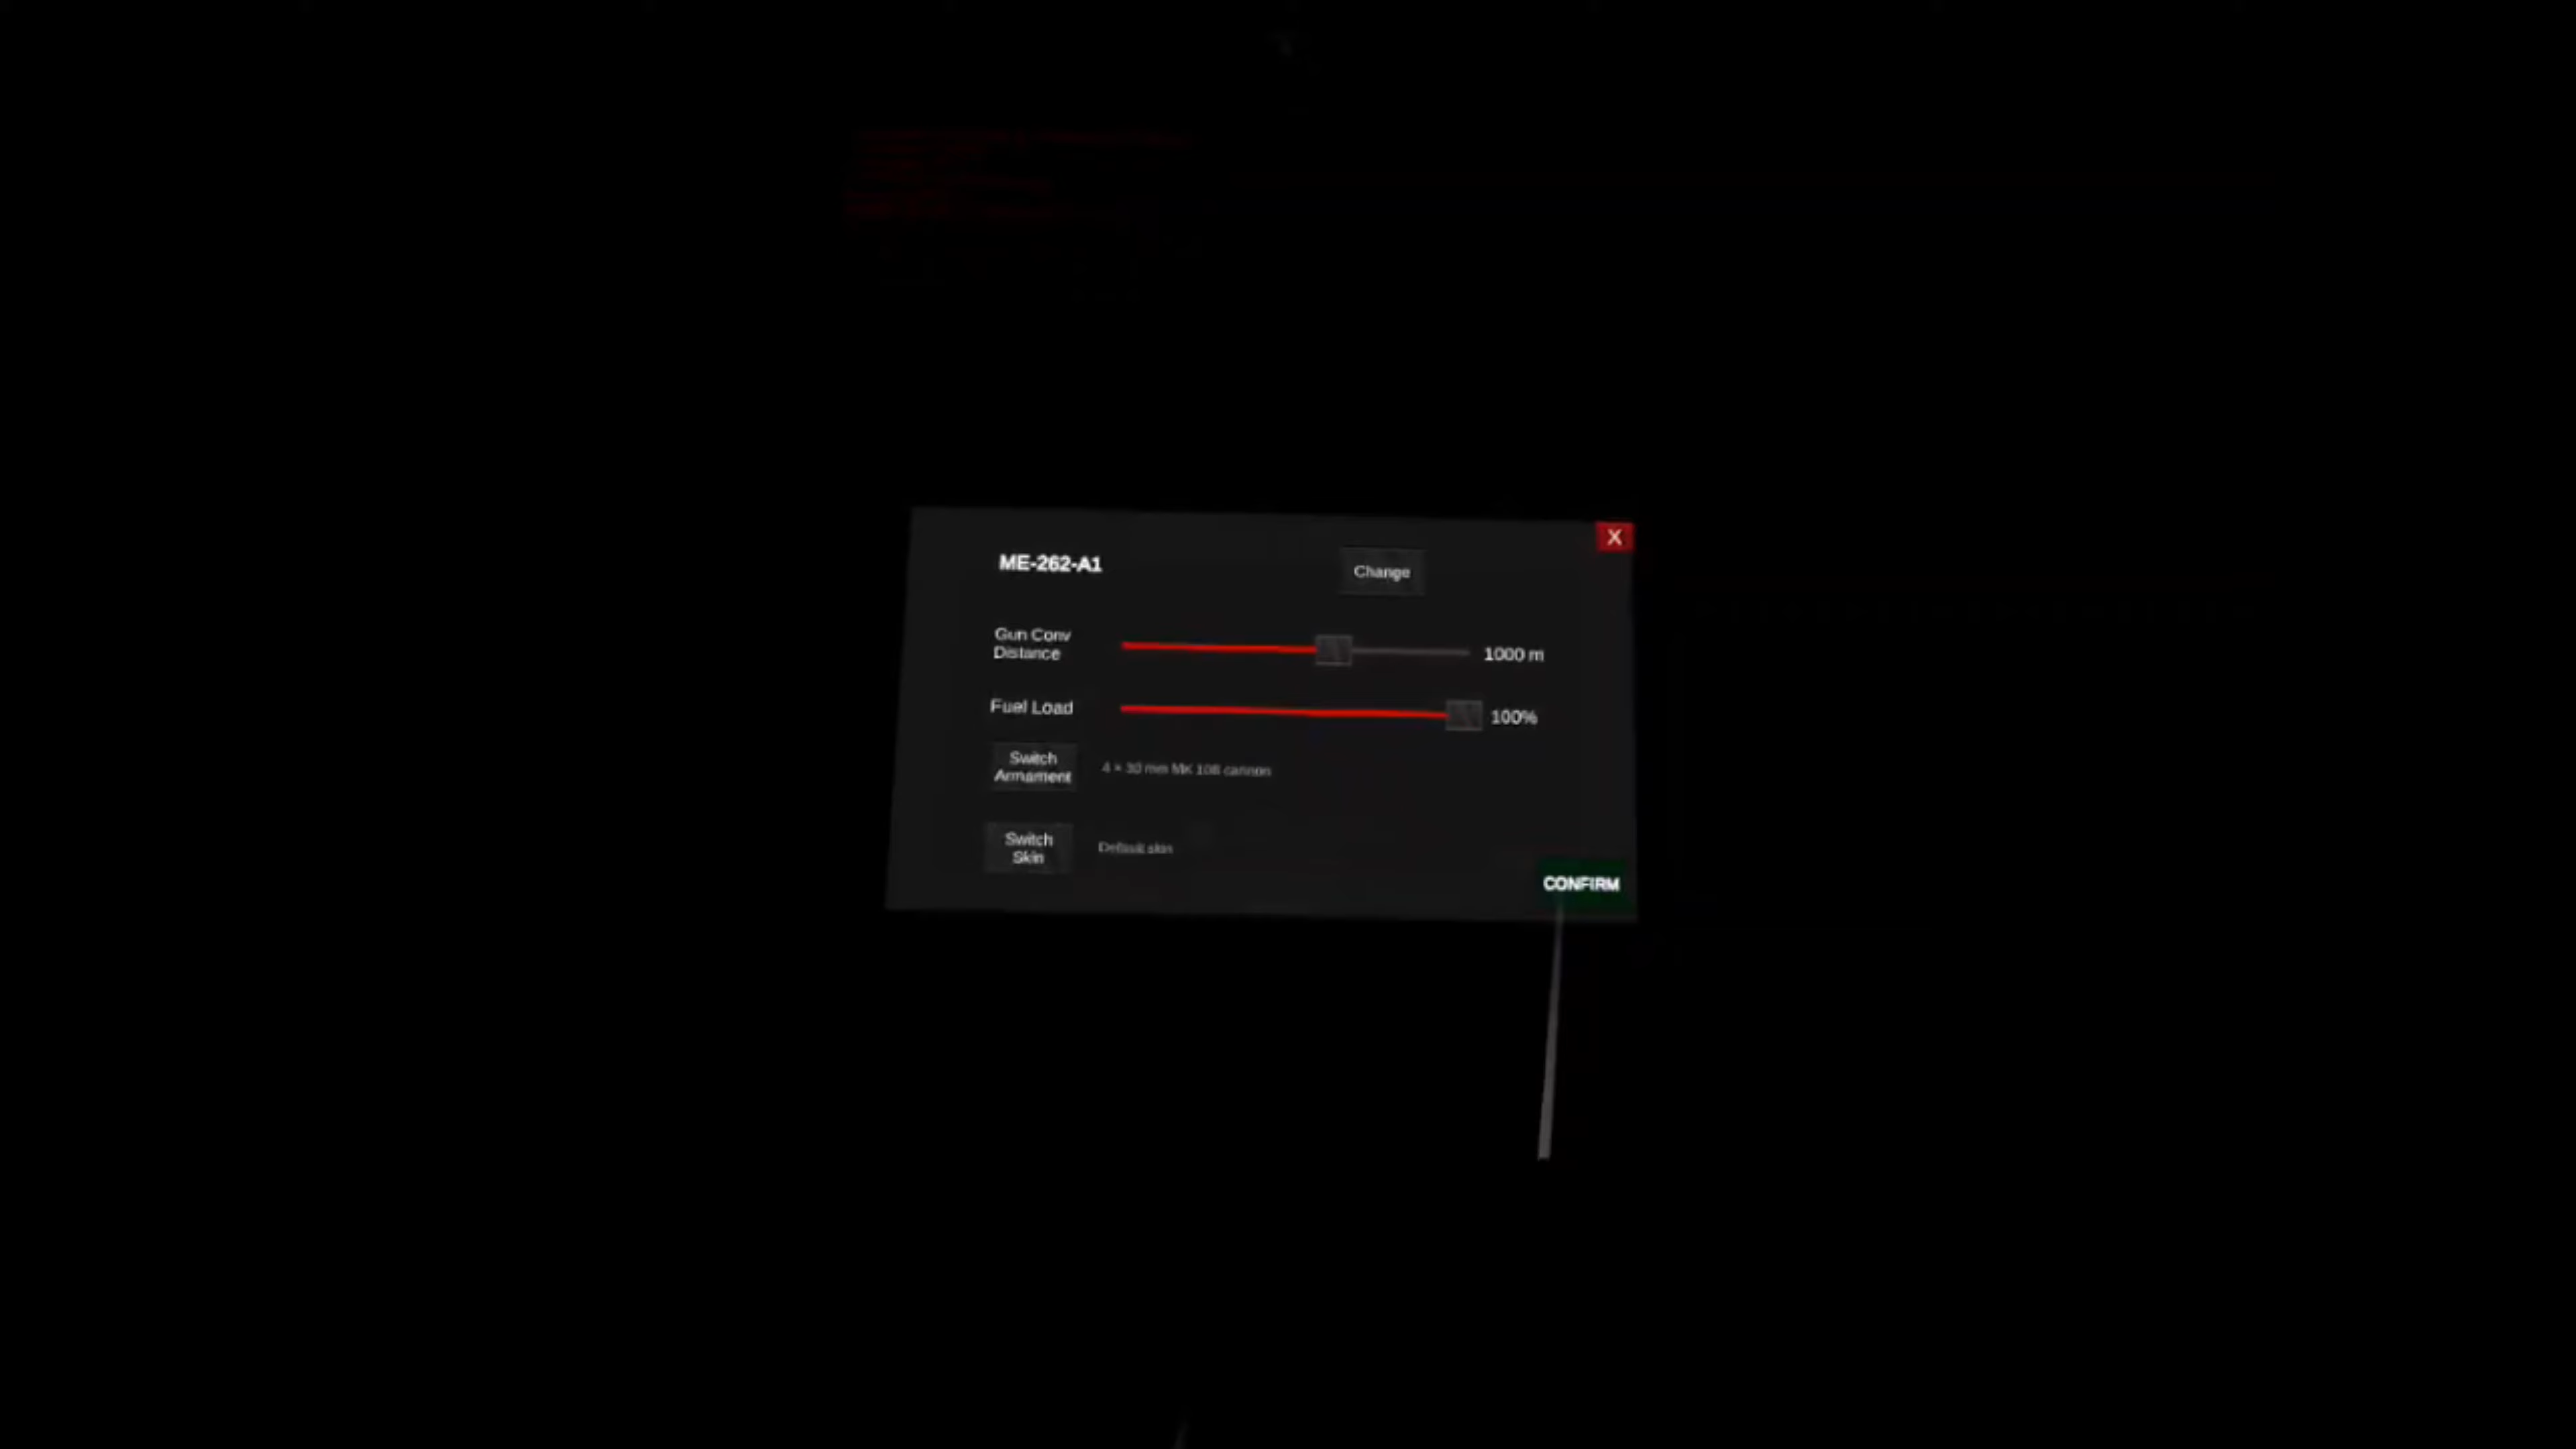 X
ME-262-A1
Change
Gun Conv
Distance
1000 m
Fuel Load
100%
Switch
Armament
4 × 30 mm MK 108 cannon
Switch
Skin
Default skin
CONFIRM